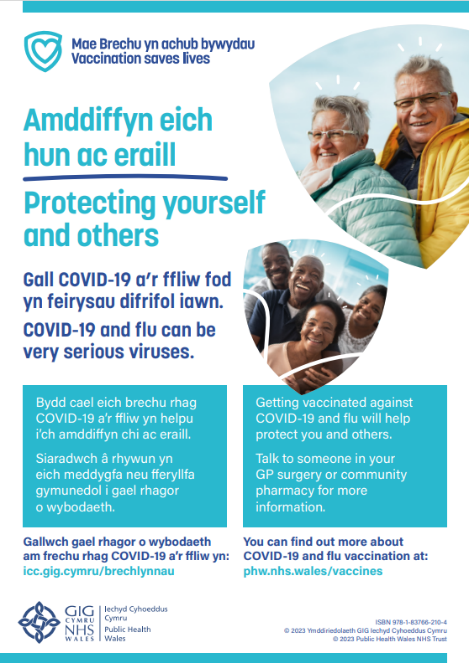 Mae Brechu yn achub bywydau
Vaccination saves lives
Amddiffyn eich
hun ac eraill
Protecting yourself
and others
Gall COVID-19 a'r ffliw fod
yn feirysau difrifol iawn.
COVID-19 and flu can be
very serious viruses.
Bydd cael eich brechu rhag
COVID-19 a'r ffliw yn helpu
i'ch amddiffyn chi ac eraill.
Siaradwch â rhywun yn
eich meddygfa neu fferyllfa
gymunedol i gael rhagor
o wybodaeth.
Getting vaccinated against
COVID-19 and flu will help
protect you and others.
Talk to someone in your
GP surgery or community
pharmacy for more
information.
Gallwch gael rhagor o wybodaeth
am frechu rhag COVID-19 a'r ffliw yn:
icc.gig.cymru/brechlynnau
You can find out more about
COVID-19 and flu vaccination at:
phw.nhs.wales/vaccines
GIG
CYMRU
NHS
WALES
Iechyd Cyhoeddus
Cymru
Public Health
Wales
ISBN 978-1-83766-210-4
© 2023 Ymddiriedolaeth GIG Iechyd Cyhoeddus Cymru
© 2023 Public Health Wales NHS Trust